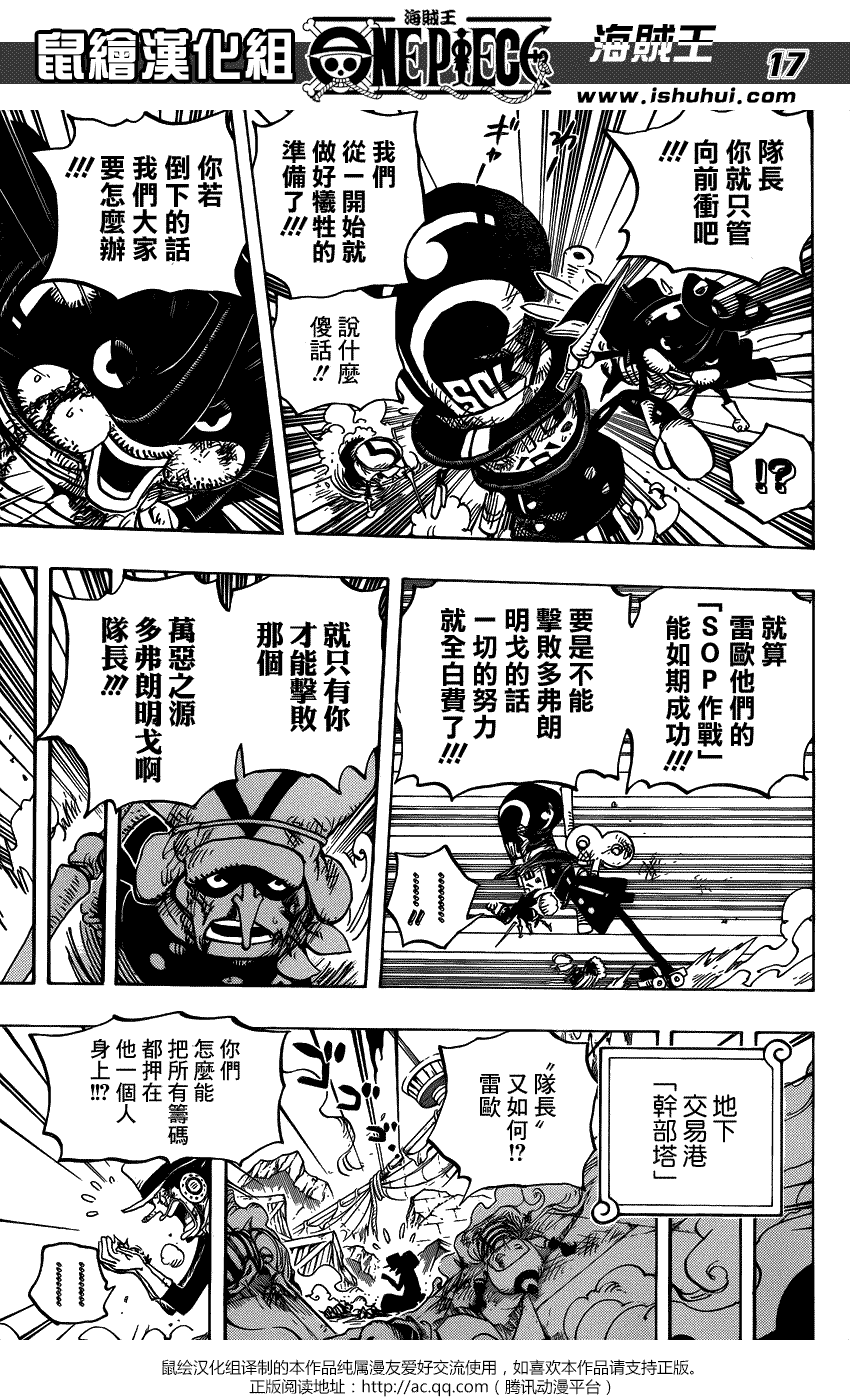 鼠繪漢化組
海賊王
ONE PIECE
海賊王
17
www.ishuhui.com
隊長
你就只管
向前衝吧
!!!
!?
我們
從一開始就
做好犧牲的
準備了!!!
說什麼
傻話!!
SOL
你若
倒下的話
我們大家
要怎麼辦
!!!
就算
雷歐他們的
「SOP作戰」
能如期成功!!!
要是不能
擊敗多弗朗
明戈的話
一切的努力
就全白費了!!!
………
………!!
就只有你
才能擊敗
那個
萬惡之源
多弗朗明戈啊
隊長!!!
地下
交易港
「幹部塔」
〝隊長〞
又如何!?
雷歐
ゴゴゴ
你們
怎麼能
把所有籌碼
都押在
他一個人
身上!!?
………
………
鼠绘汉化组译制的本作品纯属漫友爱好交流使用，如喜欢本作品请支持正版。
正版阅读地址：http://ac.qq.com（腾讯动漫平台）